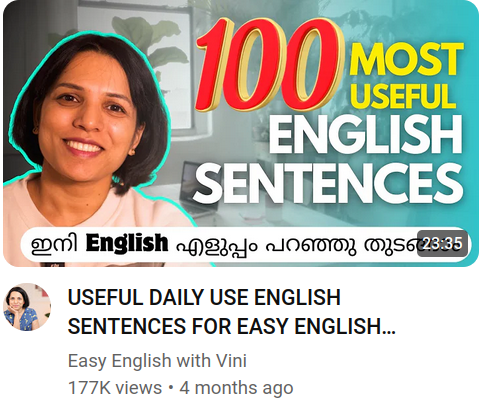 100 MOST
USEFUL
ENGLISH
SENTENCES
ഇനി English എളുപ്പം പറഞ്ഞു
23:35
USEFUL DAILY USE ENGLISH
SENTENCES FOR EASY ENGLISH...
Easy English with Vini
177K views • 4 months ago